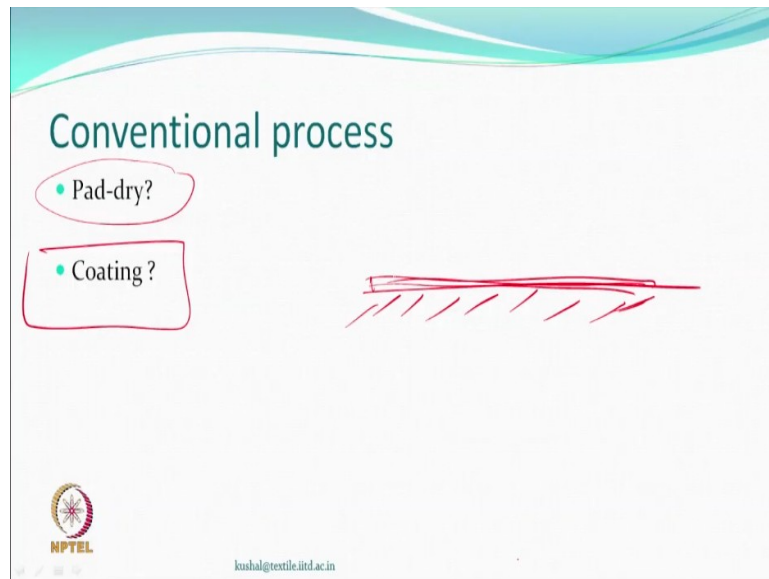 Conventional process
• Pad-dry?
• Coating ?
NPTEL
kushal@textile.iitd.ac.in